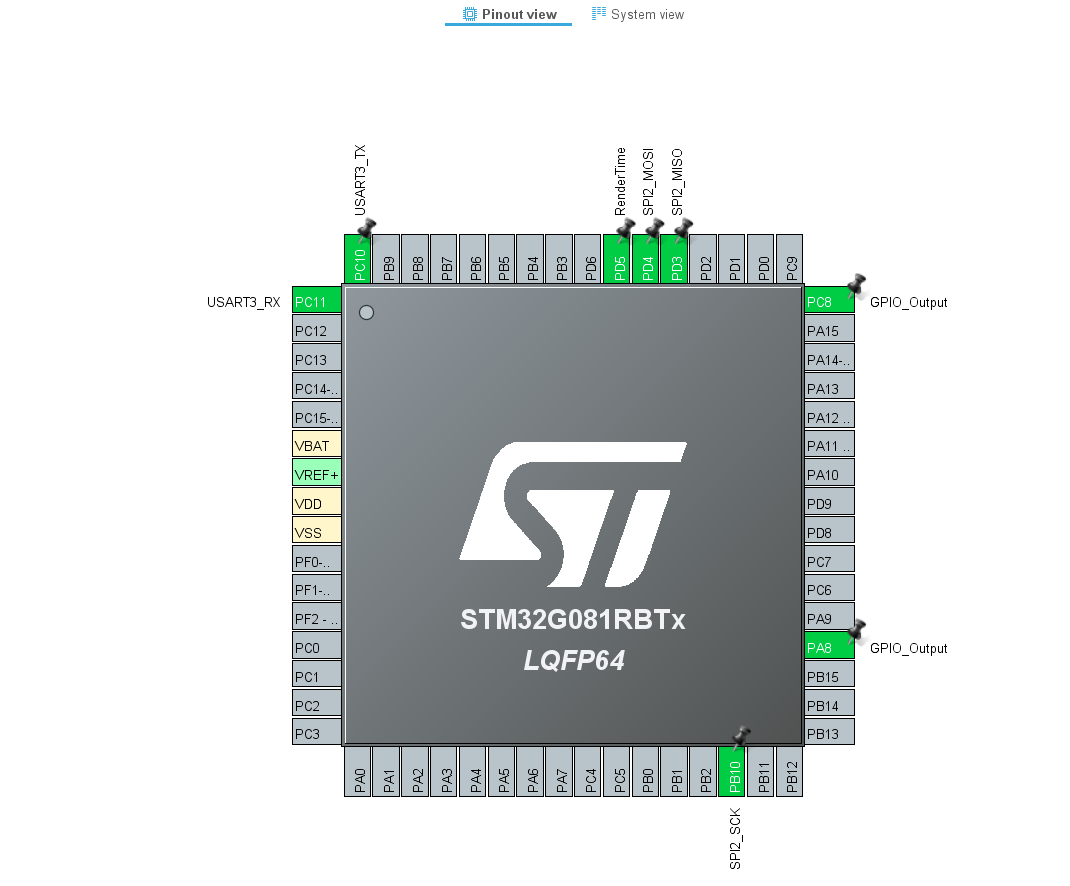 Pinout view
System view
USART3_TX
RenderTime
SPI2_MOSI
SPI2_MISO
PC10
PB9
PB8
PB7
PB6
PB5
PB4
PB3
PD6
PD5
PD4
PD3
PD2
PD1
PD0
PC9
USART3_RX
PC11
PC12
PC13
PC14-..
PC15-..
VBAT
VREF+
VDD
VSS
PF0-..
PF1-..
PF2 - ..
PC0
PC1
PC2
PC3
ST
STM32G081RBTx
LQFP64
PC8
GPIO_Output
PA15
PA14-..
PA13
PA12 ..
PA11 ..
PA10
PD9
PD8
PC7
PC6
PA9
PA8
GPIO_Output
PB15
PB14
PB13
PA0
PA1
PA2
PA3
PA4
PA5
PA6
PA7
PC4
PC5
PB0
PB1
PB2
PB10
PB11
PB12
SPI2_SCK